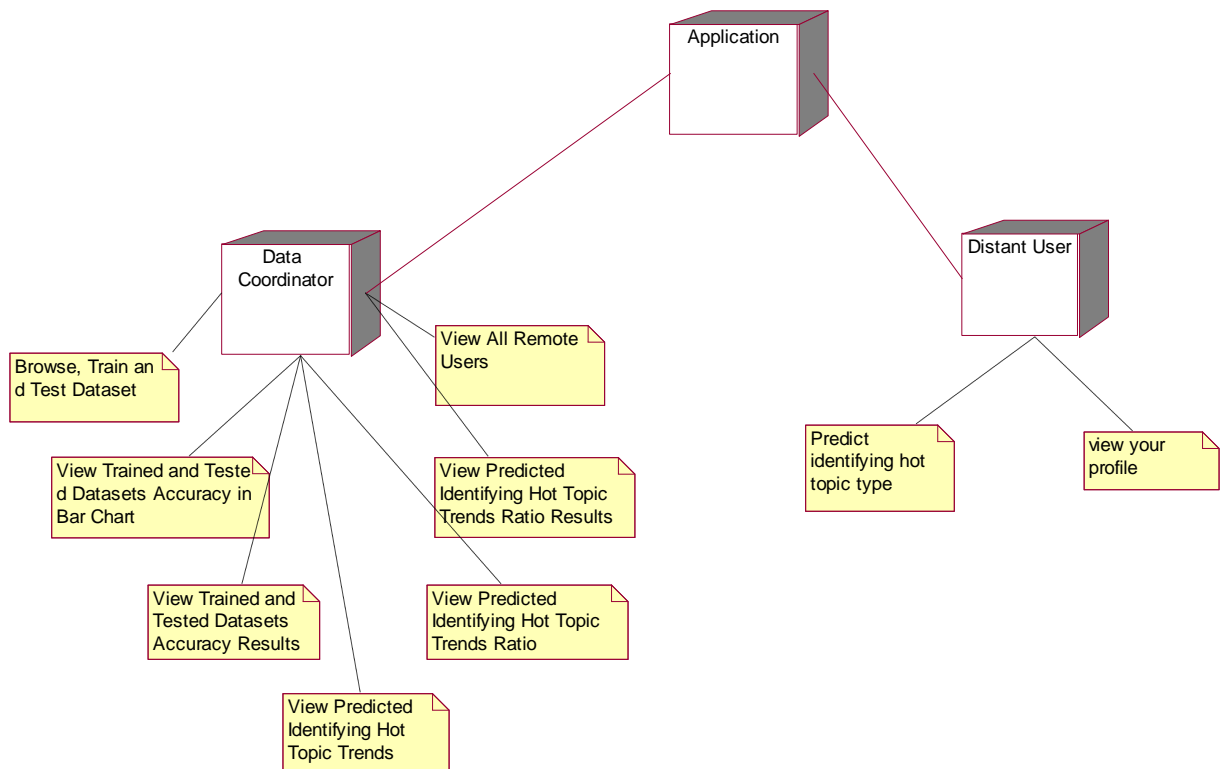 Application
Data
Coordinator
Distant User
View All Remote
Users
Browse, Train an
d Test Dataset
Predict
identifying hot
topic type
view your
profile
View Trained and Teste
d Datasets Accuracy in
Bar Chart
View Predicted
Identifying Hot Topic
Trends Ratio Results
View Trained and
Tested Datasets
Accuracy Results
View Predicted
Identifying Hot Topic
Trends Ratio
View Predicted
Identifying Hot
Topic Trends